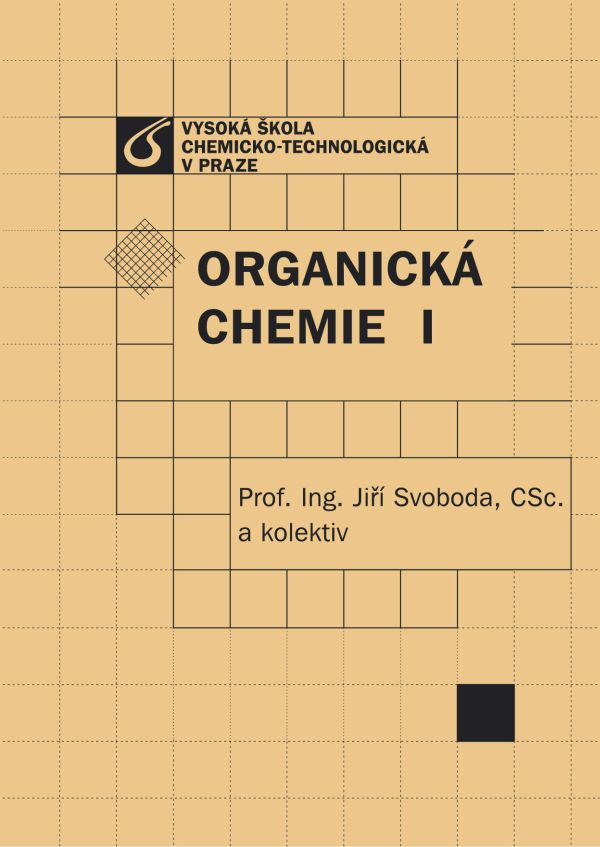 VYSOKÁ ŠKOLA
CHEMICKO-TECHNOLOGICKÁ
V PRAZE
ORGANICKÁ
CHEMIE I
Prof. Ing. Jiří Svoboda, CSc.
a kolektiv